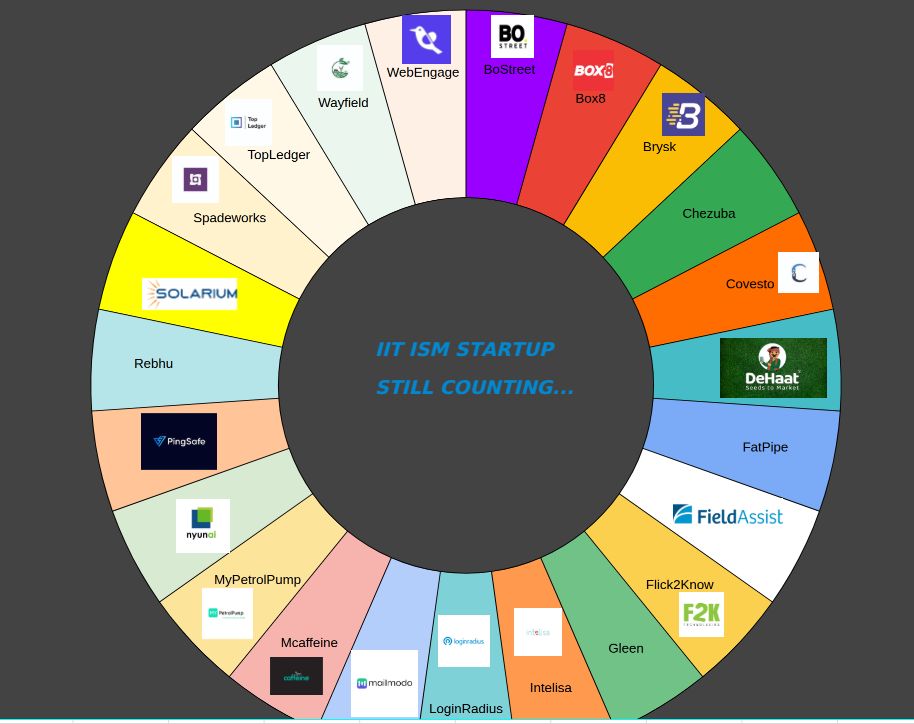 BO
STREET
BoStreet
BOX8
Box8
B
Brysk
Chezuba
Covesto
C
DeHaat
Seeds to Market
FatPipe
FieldAssist
Flick2Know
F2K
TECHNOLOGIES
Gleen
intelisa
Intelisa
loginradius
LoginRadius
mailmodo
Mcaffeine
caffeine
MyPetrolPump
PetrolPump
nyunai
PingSafe
Rebhu
SOLARIUM
Spadeworks
Top
Ledger
TopLedger
Wayfield
WebEngage
IIT ISM STARTUP
STILL COUNTING...